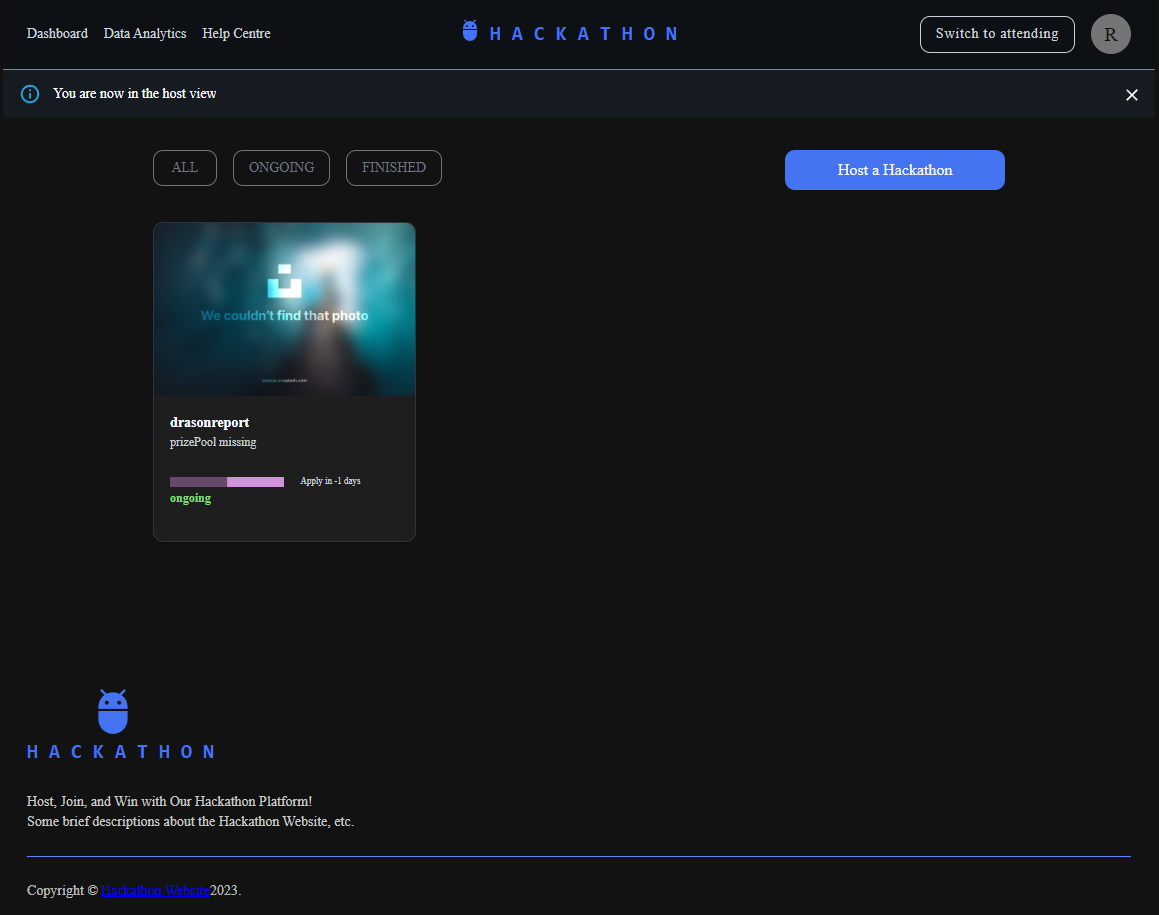 Dashboard Data Analytics Help Centre
HACKATHON
Switch to attending
R
You are now in the host view
ALL
ONGOING
FINISHED
Host a Hackathon
We couldn't find that photo
drasonreport
prizePool missing
Apply in -1 days
ongoing
HACKATHON
Host, Join, and Win with Our Hackathon Platform!
Some brief descriptions about the Hackathon Website, etc.
Copyright © Hackathon Website2023.